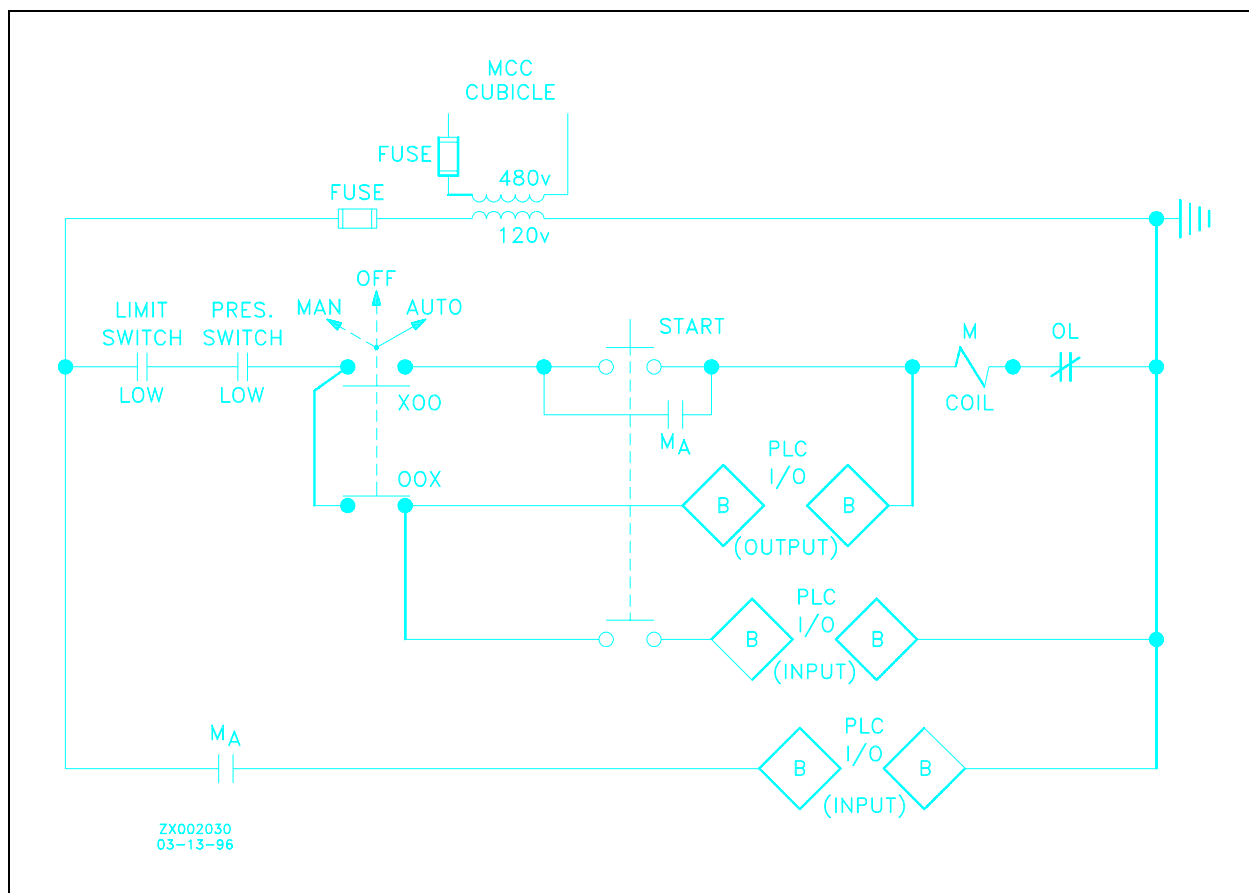 MCC
CUBICLE
FUSE
480v
FUSE
120v
OFF
MAN
AUTO
LIMIT
SWITCH
LOW
PRES.
SWITCH
LOW
START
M
COIL
OL
XOO
MA
OOX
PLC
I/O
B
B
(OUTPUT)
PLC
I/O
B
B
(INPUT)
MA
PLC
I/O
B
B
(INPUT)
ZX002030
03-13-96